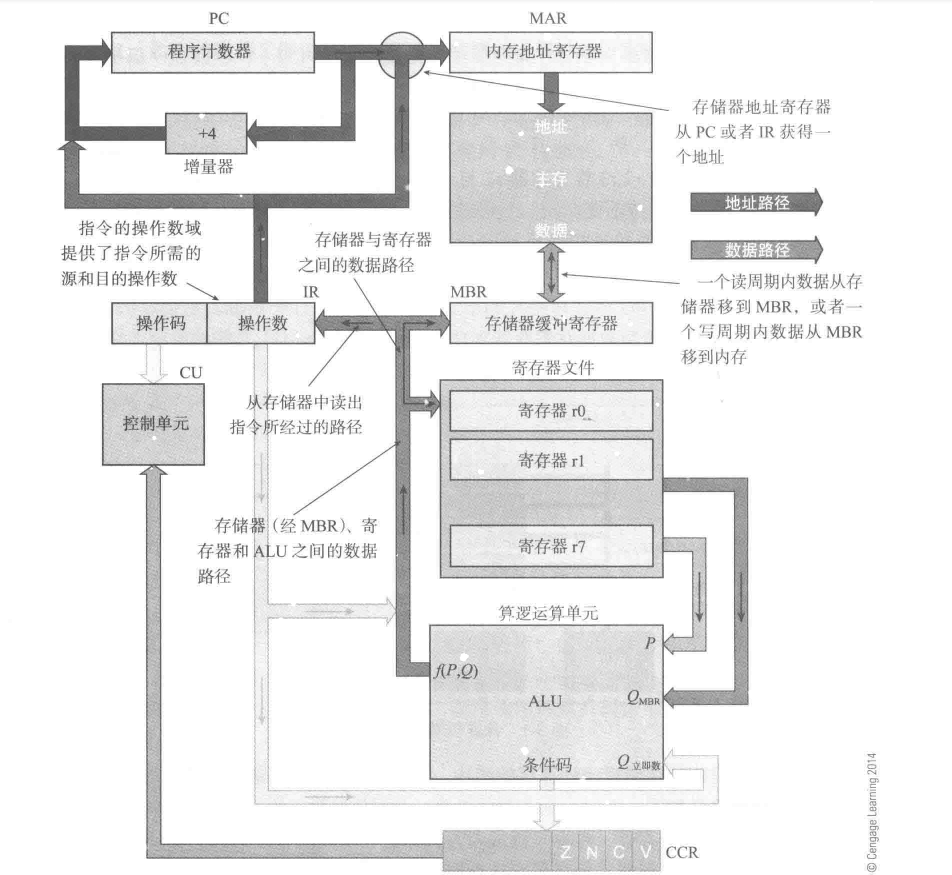 PC
MAR
程序计数器
内存地址寄存器
+4
增量器
存储器地址寄存器
从 PC 或者 IR 获得一
个地址
地址
主存
数据
地址路径
数据路径
指令的操作数域
提供了指令所需的
源和目的操作数
存储器与寄存器
之间的数据路径
一个读周期内数据从存
储器移到 MBR，或者一
个写周期内数据从 MBR
移到内存
IR
MBR
操作码
操作数
存储器缓冲寄存器
CU
控制单元
从存储器中读出
指令所经过的路径
寄存器文件
寄存器 r0
寄存器 r1
寄存器 r7
存储器（经 MBR）、寄
存器和 ALU 之间的数据
路径
算逻运算单元
P
f(P,Q)
ALU
QMBR
Q立即数
条件码
Z N C V
CCR
© Cengage Learning 2014